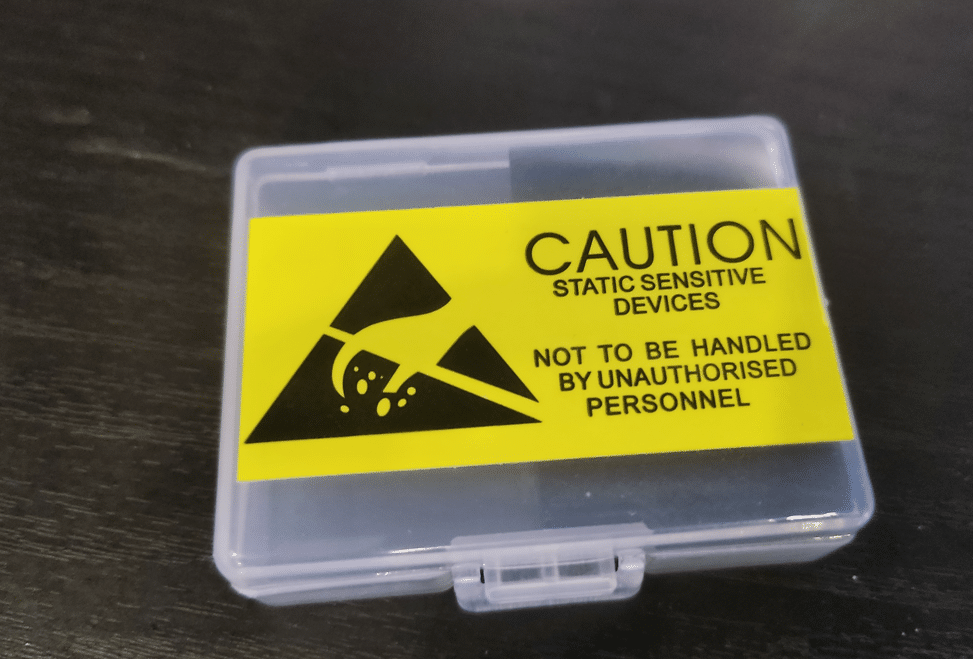 CAUTION
STATIC SENSITIVE
DEVICES
NOT TO BE HANDLED
BY UNAUTHORISED
PERSONNEL